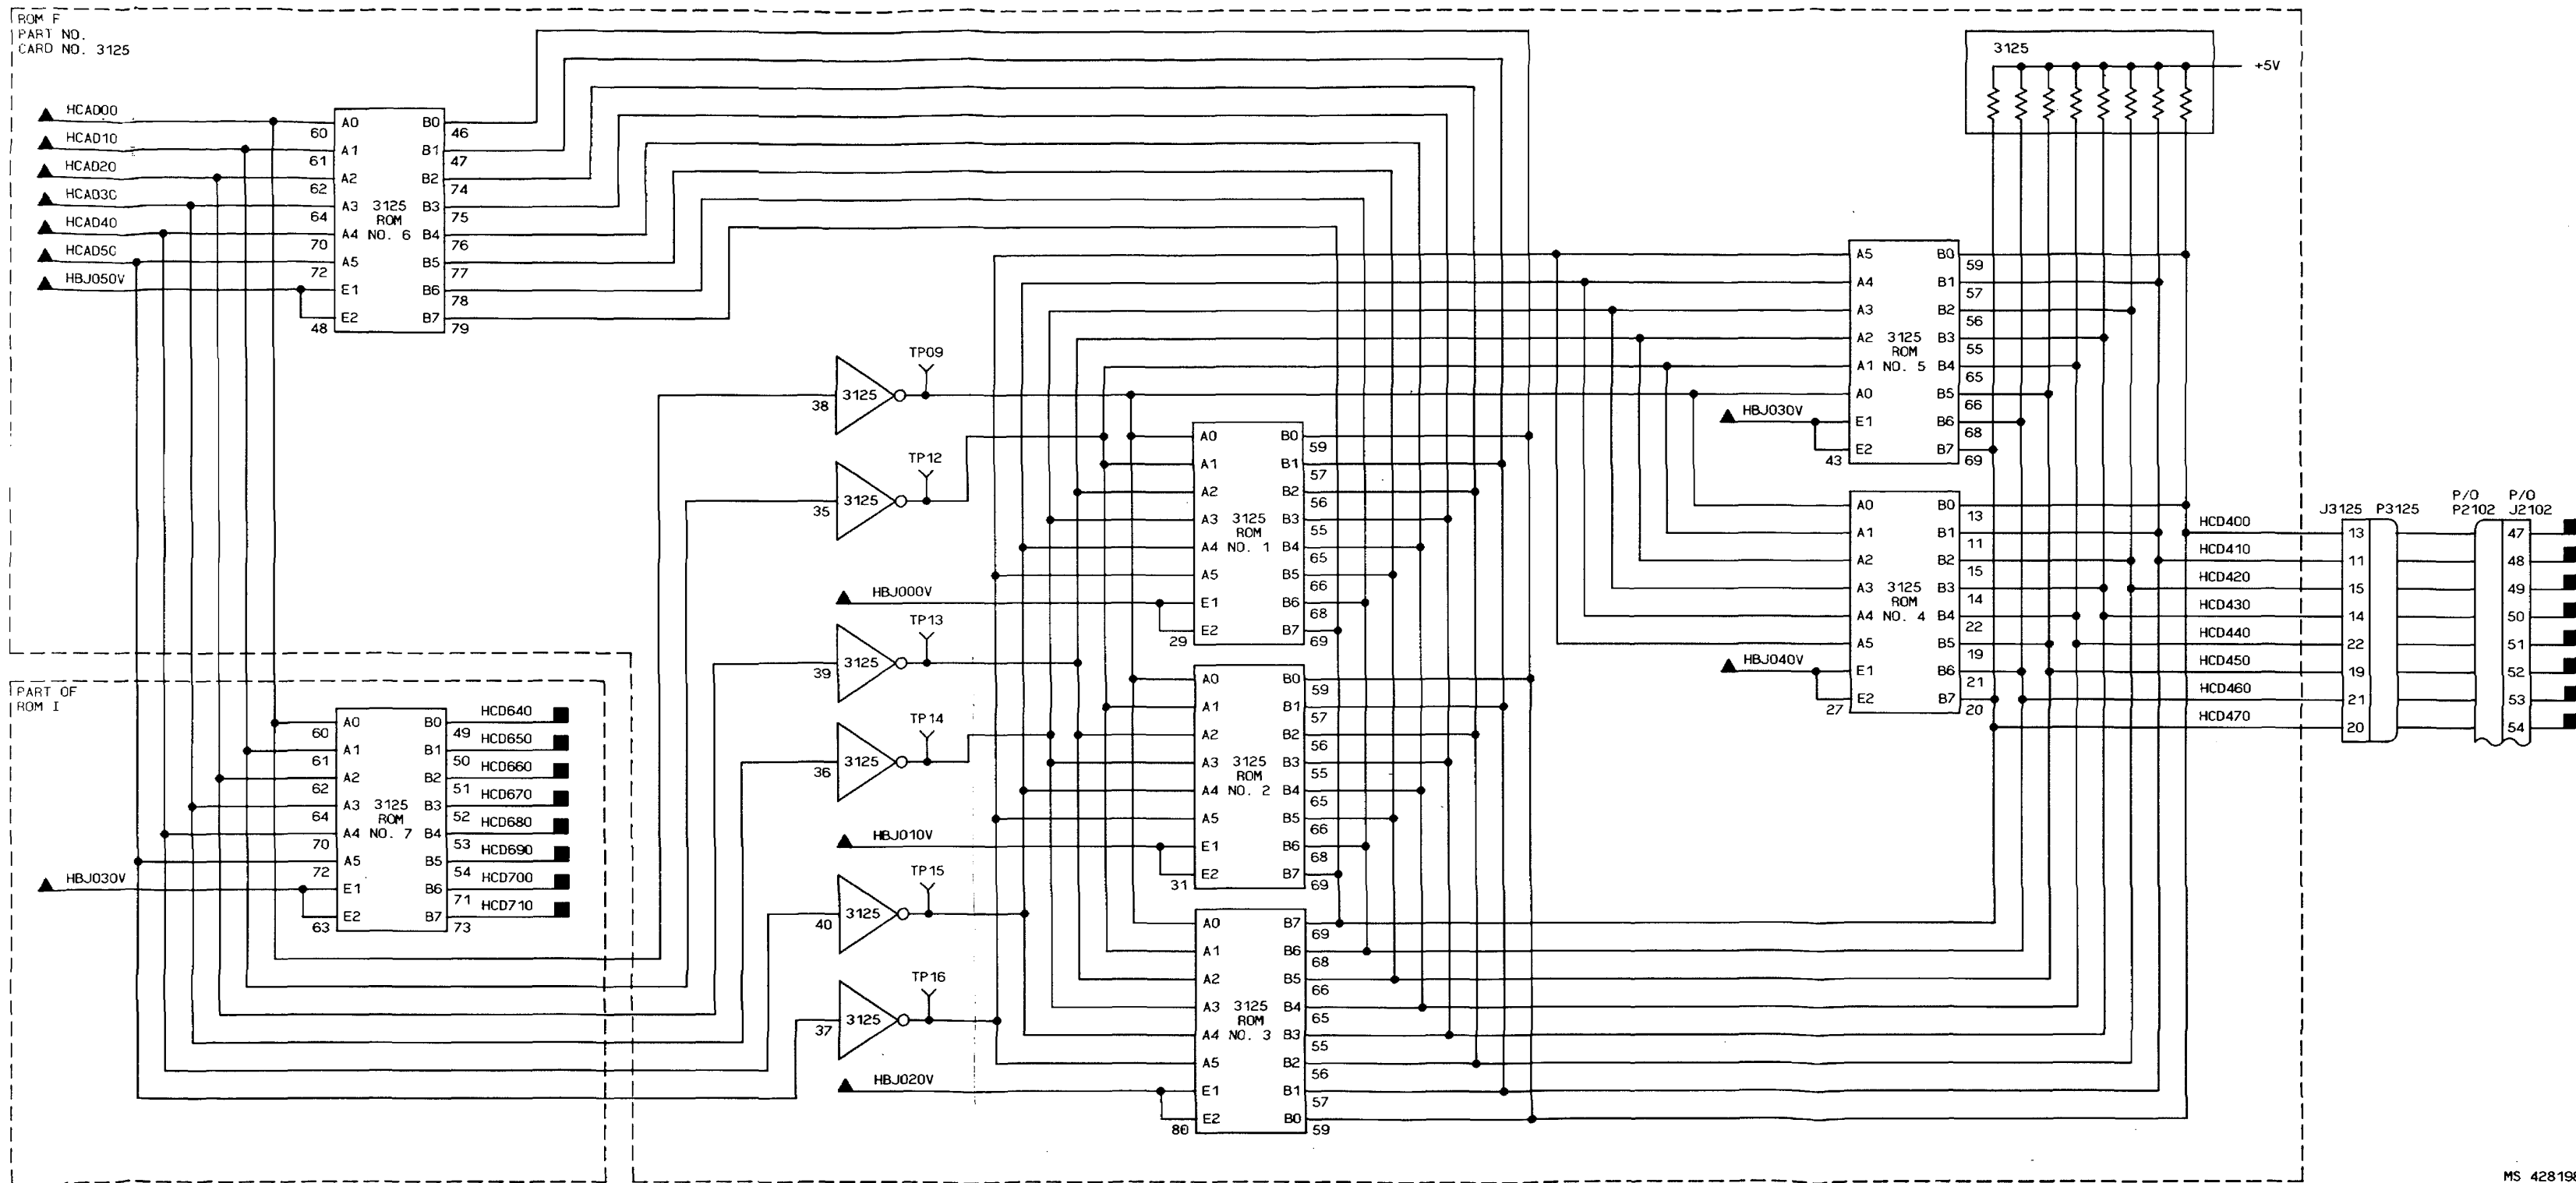 ROM F
PART NO.
CARD NO. 3125
HCAD00
HCAD10
HCAD20
HCAD30
HCAD40
HCAD50
HBJ050V
60
61
62
64
70
72
48
A0 B0
A1 B1
A2 B2
A3 3125 B3
ROM
A4 NO. 6 B4
A5 B5
E1 B6
E2 B7
46
47
74
75
76
77
78
79
3125
+5V
TP09
3125
38
TP12
3125
35
HBJ000V
TP13
3125
39
TP14
3125
36
HBJ010V
TP15
3125
40
TP16
3125
37
HBJ020V
A0 B0
59
A1 B1
57
A2 B2
56
A3 3125 B3
ROM
55
A4 NO. 1 B4
65
A5 B5
66
E1 B6
68
E2 B7
29 69
A0 B0
59
A1 B1
57
A2 B2
56
A3 3125 B3
ROM
55
A4 NO. 2 B4
65
A5 B5
66
E1 B6
68
E2 B7
31 69
A0 B7
69
A1 B6
68
A2 B5
66
A3 3125 B4
ROM
65
A4 NO. 3 B3
55
A5 B2
56
E1 B1
57
E2 B0
80 59
A5 B0
59
A4 B1
57
A3 B2
56
A2 3125 B3
ROM
55
A1 NO. 5 B4
65
A0 B5
66
HBJ030V
E1 B6
68
E2 B7
43 69
A0 B0
13
A1 B1
11
A2 B2
15
A3 3125 B3
ROM
14
A4 NO. 4 B4
22
A5 B5
19
HBJ040V
E1 B6
21
E2 B7
27 20
J3125 P3125
P/O P/O
P2102 J2102
HCD400 13 47
HCD410 11 48
HCD420 15 49
HCD430 14 50
HCD440 22 51
HCD450 19 52
HCD460 21 53
HCD470 20 54
PART OF
ROM I
HBJ030V
A0 B0 HCD640
60 49
A1 B1 HCD650
61 50
A2 B2 HCD660
62 51
A3 3125 B3 HCD670
ROM
64 52
A4 NO. 7 B4 HCD680
70 53
A5 B5 HCD690
72 54
E1 B6 HCD700
71
E2 B7 HCD710
63 73